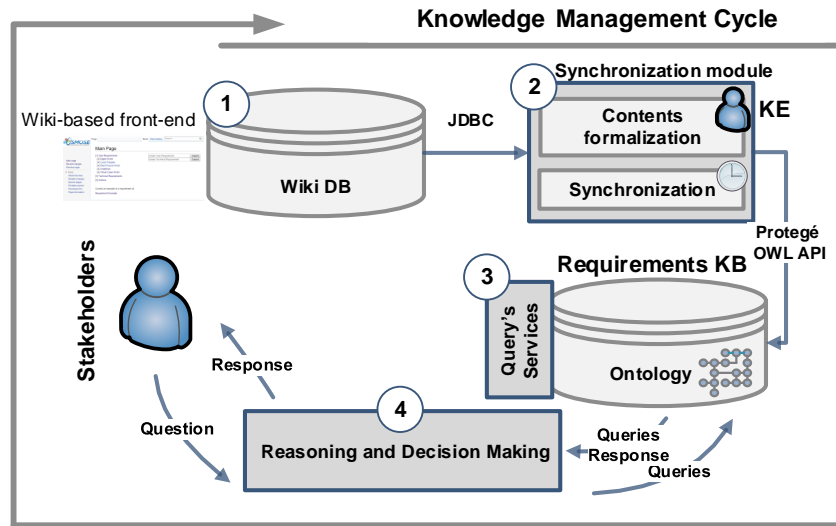 Knowledge Management Cycle
1
2
Synchronization module
Wiki-based front-end
JDBC
Contents
formalization
KE
Main Page
Wiki DB
Synchronization
Protegé
OWL API
3
Requirements KB
Stakeholders
Query's
Services
Ontology
Response
4
Question
Reasoning and Decision Making
Queries
Response
Queries